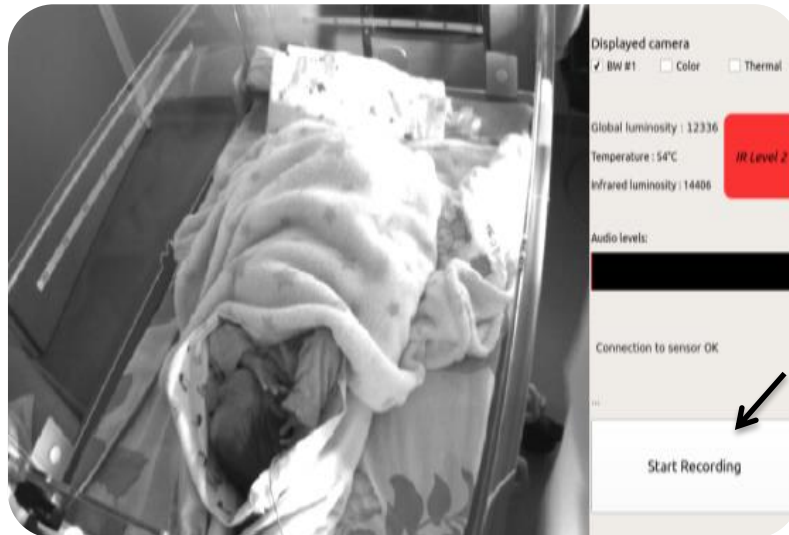 Displayed camera
BW #1 Color Thermal
Global luminosity : 12336
Temperature : 54°C
IR Level 2
Infrared luminosity : 14486
Audio levels:
Connection to sensor OK
...
Start Recording